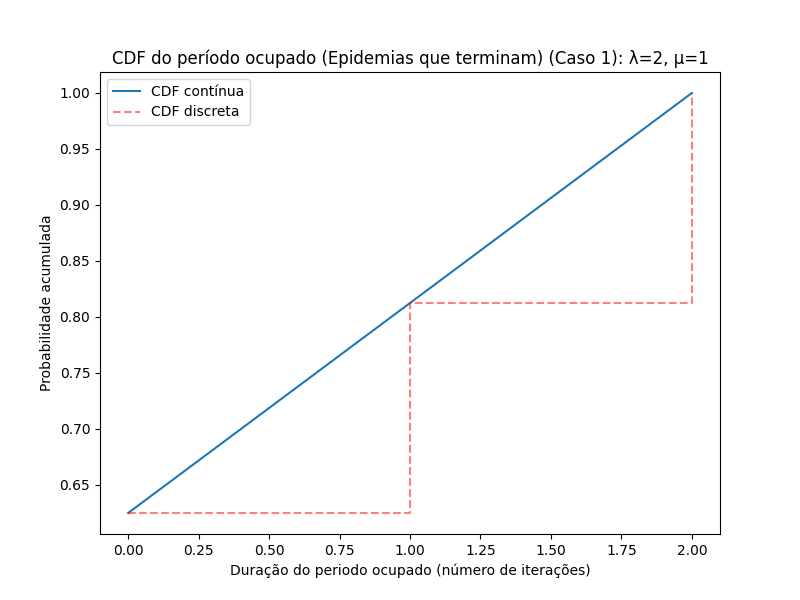 CDF do período ocupado (Epidemias que terminam) (Caso 1): λ=2, μ=1
CDF contínua
CDF discreta
1.00
0.95
0.90
0.85
0.80
0.75
0.70
0.65
Probabilidade acumulada
0.00 0.25 0.50 0.75 1.00 1.25 1.50 1.75 2.00
Duração do periodo ocupado (número de iterações)